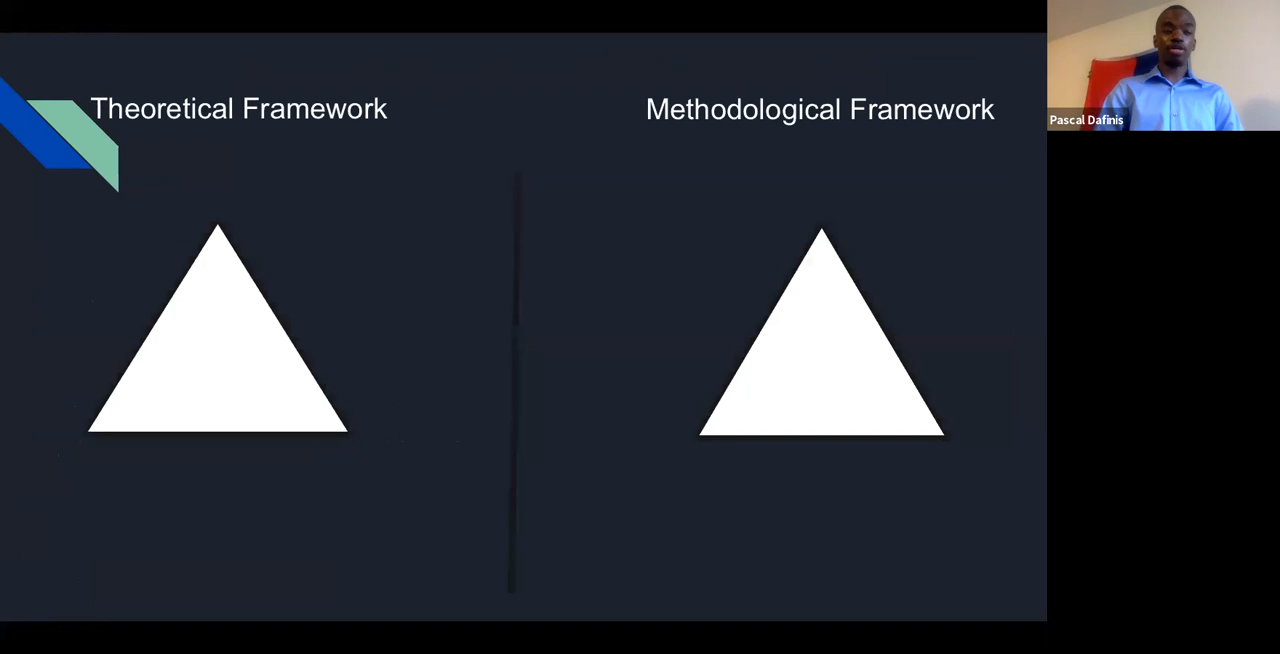 Theoretical Framework
Methodological Framework
Pascal Dafinis